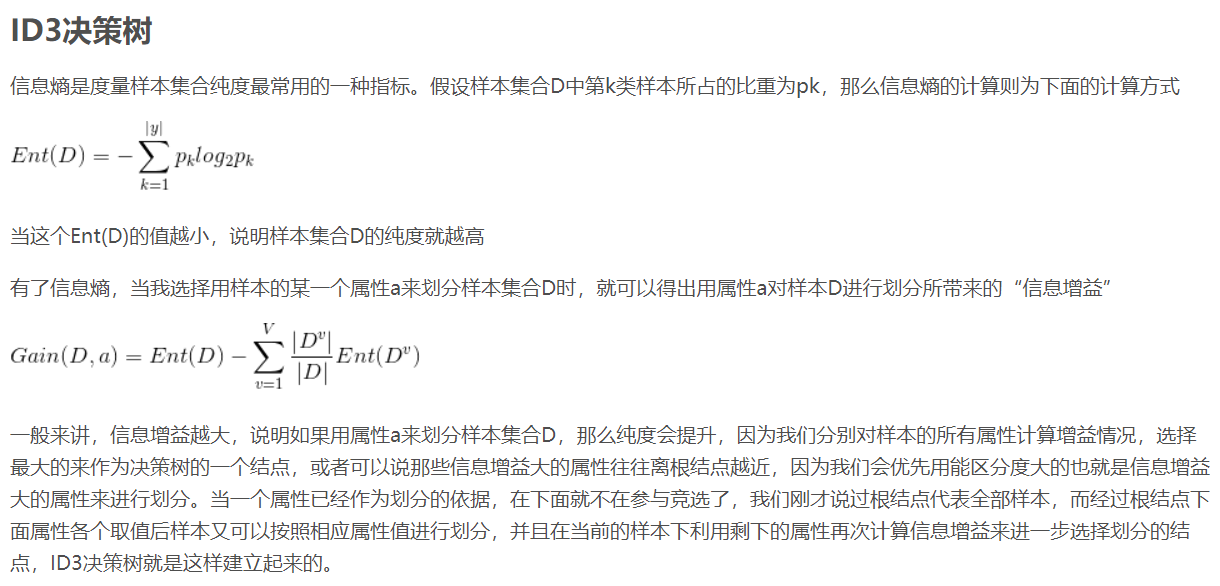 ID3决策树
信息熵是度量样本集合纯度最常用的一种指标。假设样本集合D中第k类样本所占的比重为pk，那么信息熵的计算则为下面的计算方式
Ent(D) = -∑_{k=1}^{|y|} p_k log_2 p_k
当这个Ent(D)的值越小，说明样本集合D的纯度就越高
有了信息熵，当我选择用样本的某一个属性a来划分样本集合D时，就可以得出用属性a对样本D进行划分所带来的“信息增益”
Gain(D, a) = Ent(D) - ∑_{v=1}^{V} \frac{|D^v|}{|D|} Ent(D^v)
一般来讲，信息增益越大，说明如果用属性a来划分样本集合D，那么纯度会提升，因为我们分别对样本的所有属性计算增益情况，选择
最大的来作为决策树的一个结点，或者可以说那些信息增益大的属性往往离根结点越近，因为我们会优先用能区分度大的也就是信息增益
大的属性来进行划分。当一个属性已经作为划分的依据，在下面就不在参与竞选了，我们刚才说过根结点代表全部样本，而经过根结点下
面属性各个取值后样本又可以按照相应属性值进行划分，并且在当前的样本下利用剩下的属性再次计算信息增益来进一步选择划分的结
点，ID3决策树就是这样建立起来的。